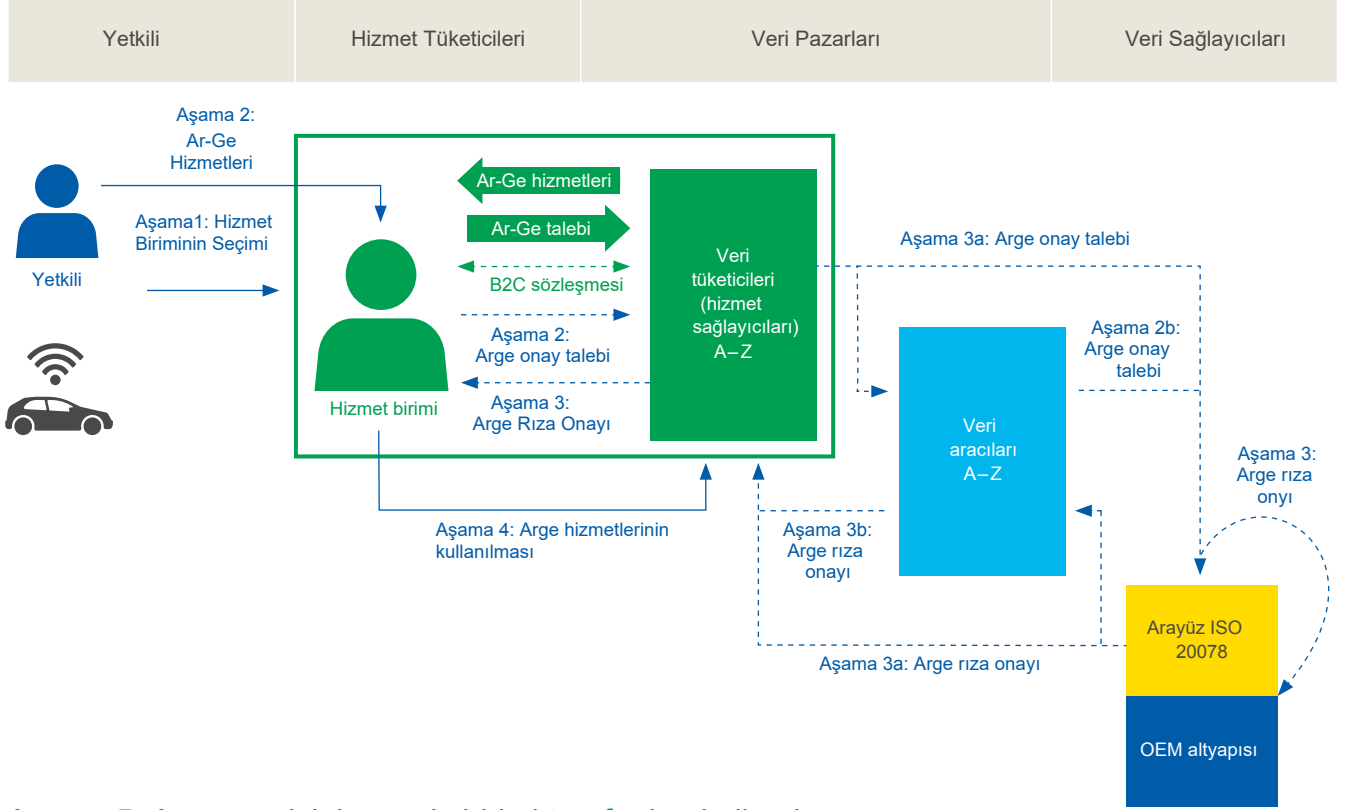 Yetkili
Hizmet Tüketicileri
Veri Pazarları
Veri Sağlayıcıları
Aşama 2:
Ar-Ge
Hizmetleri
Aşama1: Hizmet
Biriminin Seçimi
Yetkili
Ar-Ge hizmetleri
Ar-Ge talebi
B2C sözleşmesi
Aşama 2:
Arge onay talebi
Aşama 3:
Arge Rıza Onayı
Hizmet birimi
Veri
tüketicileri
(hizmet
sağlayıcıları)
A–Z
Aşama 3a: Arge onay talebi
Aşama 2b:
Arge onay
talebi
Veri
aracıları
A–Z
Aşama 3:
Arge rıza
onyı
Aşama 4: Arge hizmetlerinin
kullanılması
Aşama 3b:
Arge rıza
onayı
Aşama 3a: Arge rıza onayı
Arayüz ISO
20078
OEM altyapısı